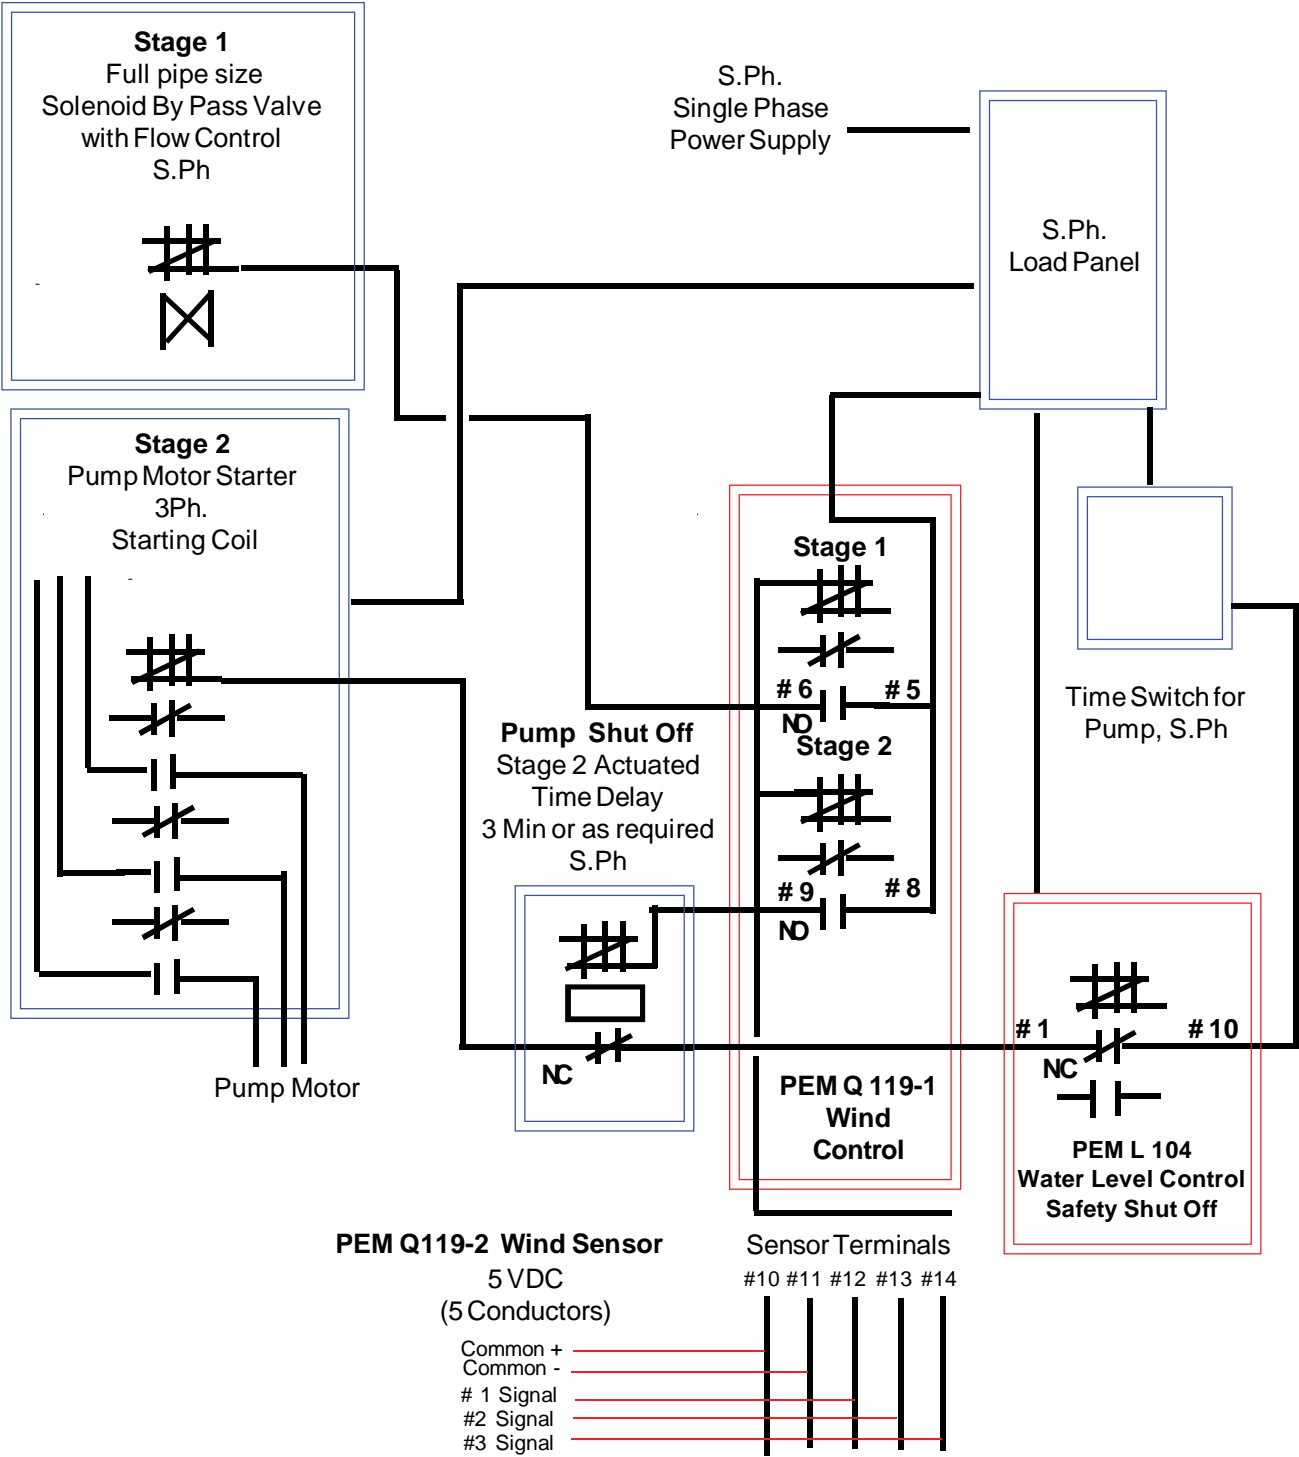 Stage 1
Full pipe size
Solenoid By Pass Valve
with Flow Control
S.Ph
S.Ph.
Single Phase
Power Supply
S.Ph.
Load Panel
Stage 2
Pump Motor Starter
3Ph.
Starting Coil
Pump Motor
Pump Shut Off
Stage 2 Actuated
Time Delay
3 Min or as required
S.Ph
NC
Stage 1
# 6
# 5
NO
Stage 2
# 9
# 8
NO
PEM Q 119-1
Wind
Control
Time Switch for
Pump, S.Ph
# 1
# 10
NC
PEM L 104
Water Level Control
Safety Shut Off
PEM Q119-2 Wind Sensor
5 VDC
(5 Conductors)
Sensor Terminals
#10 #11 #12 #13 #14
Common +
Common -
# 1 Signal
#2 Signal
#3 Signal